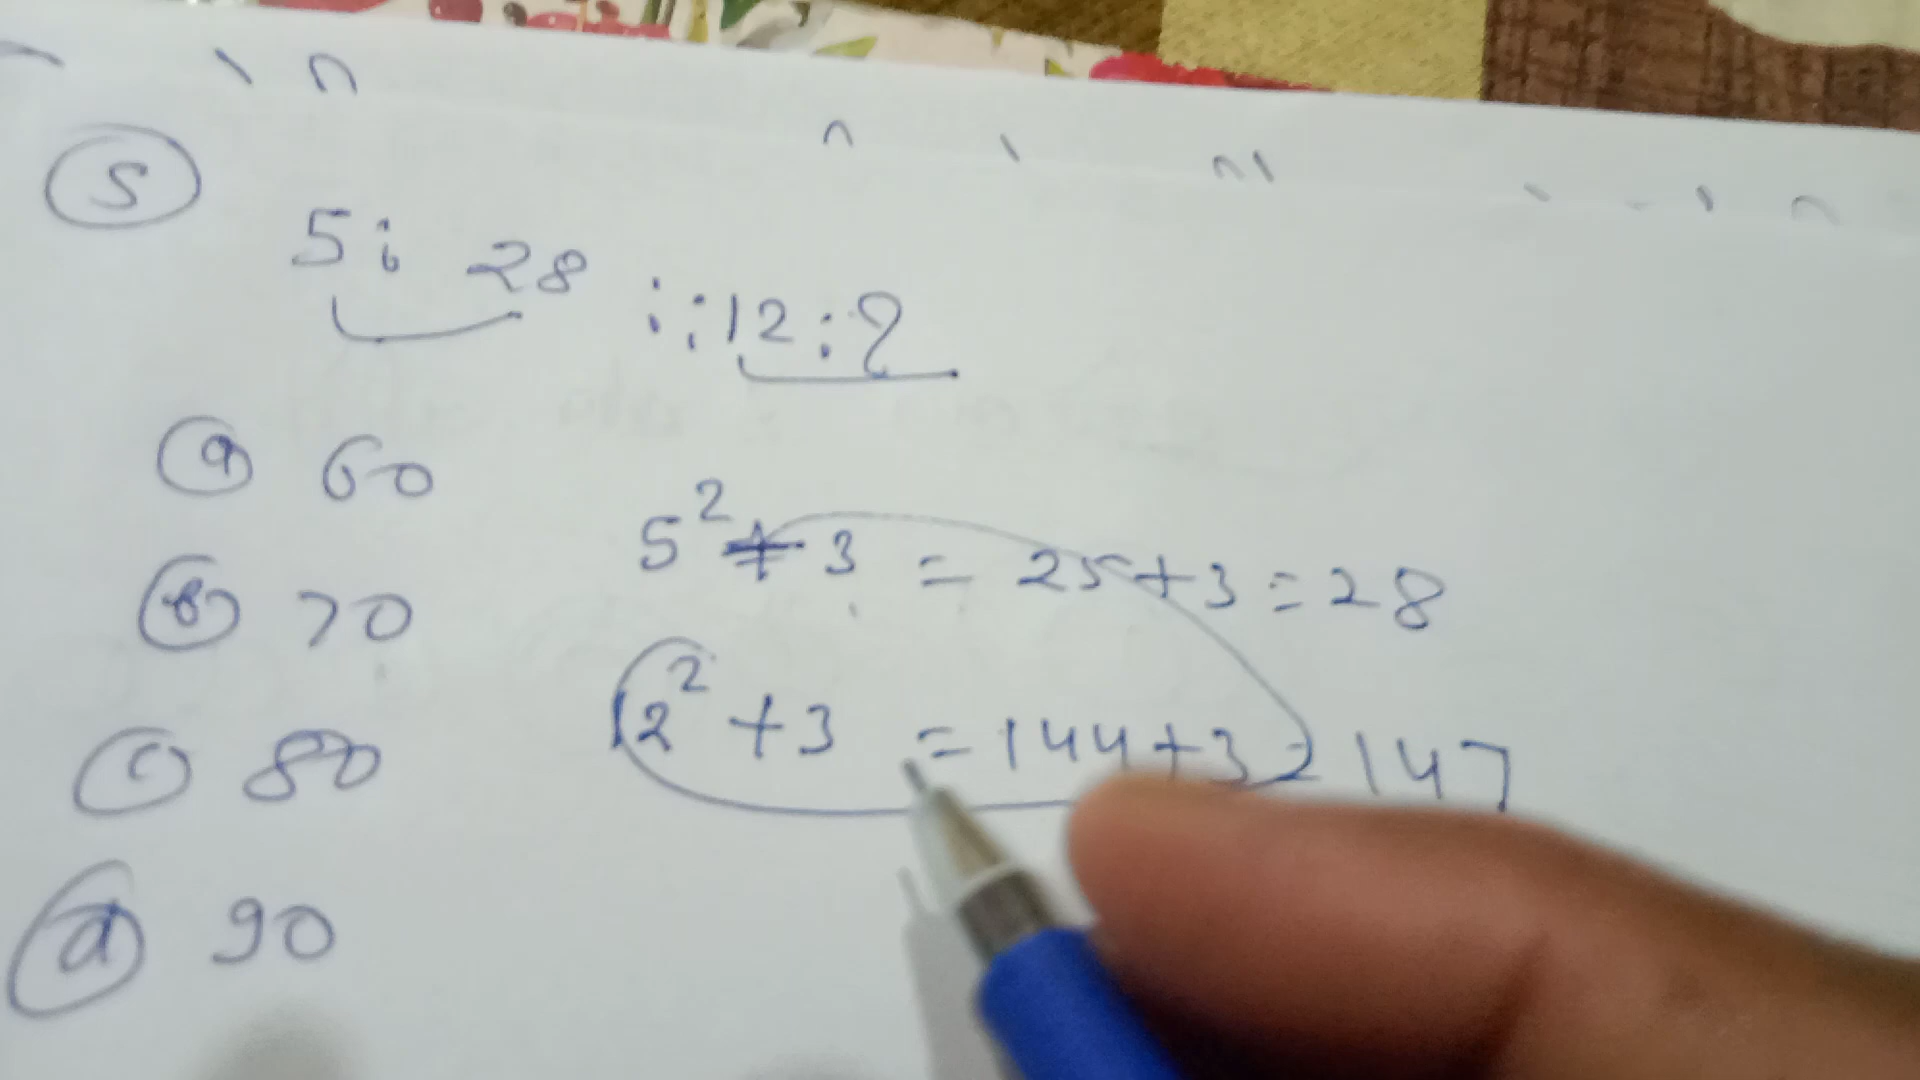 5
5 : 28 :: 12 : ?
a 60
b 70
c 80
d 90
5² + 3 = 25 + 3 = 28
12² + 3 = 144 + 3 = 147